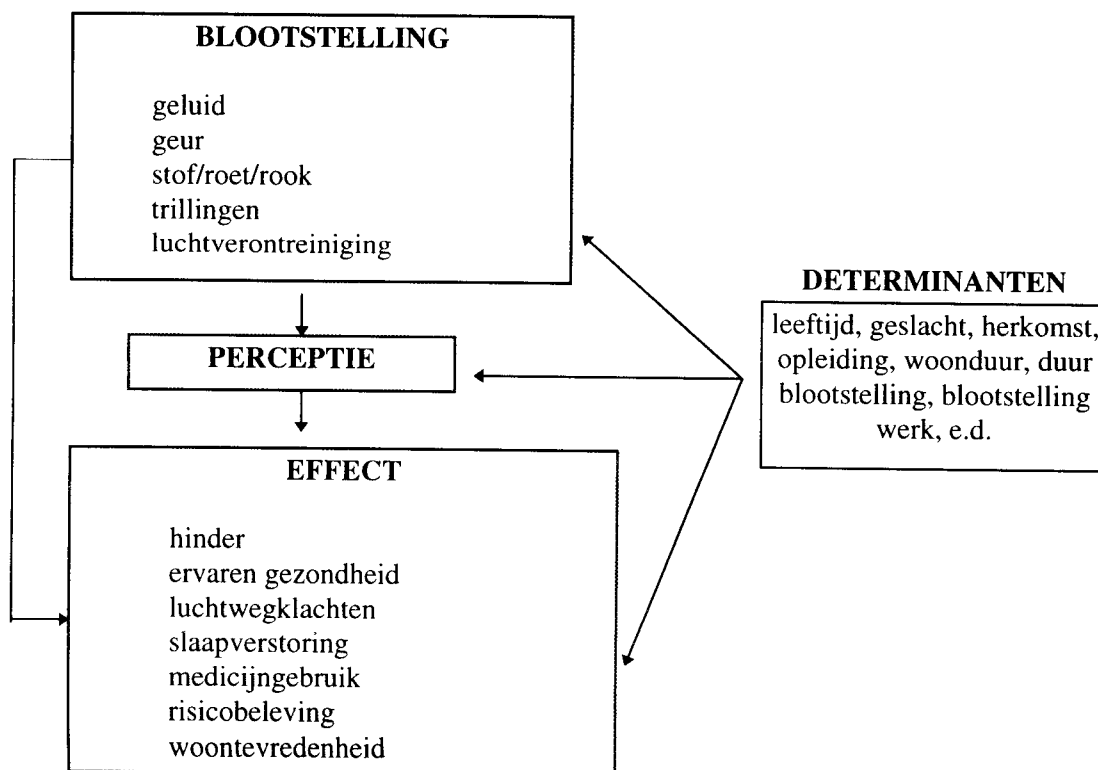 BLOOTSTELLING
geluid
geur
stof/roet/rook
trillingen
luchtverontreiniging
PERCEPTIE
EFFECT
hinder
ervaren gezondheid
luchtwegklachten
slaapverstoring
medicijngebruik
risicobeleving
woontevredenheid
DETERMINANTEN
leeftijd, geslacht, herkomst,
opleiding, woonduur, duur
blootstelling, blootstelling
werk, e.d.